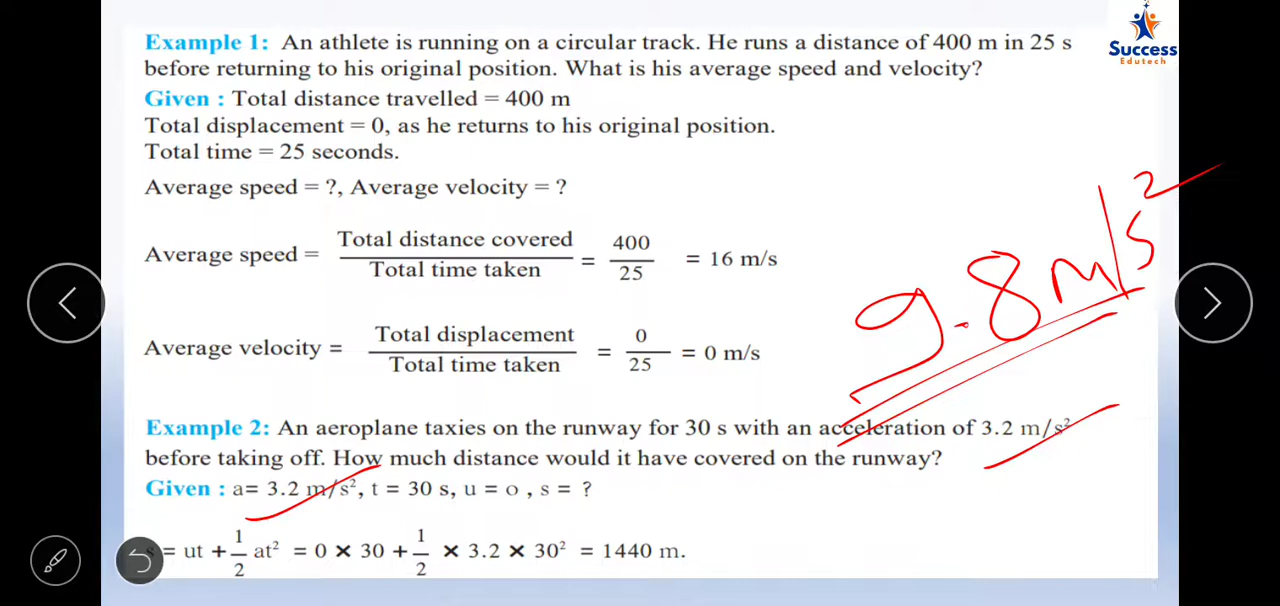 Success
Edutech
Example 1: An athlete is running on a circular track. He runs a distance of 400 m in 25 s
before returning to his original position. What is his average speed and velocity?
Given : Total distance travelled = 400 m
Total displacement = 0, as he returns to his original position.
Total time = 25 seconds.
Average speed = ?, Average velocity = ?
Average speed = Total distance covered / Total time taken = 400 / 25 = 16 m/s
9.8 m/s²
Average velocity = Total displacement / Total time taken = 0 / 25 = 0 m/s
Example 2: An aeroplane taxies on the runway for 30 s with an acceleration of 3.2 m/s²
before taking off. How much distance would it have covered on the runway?
Given : a= 3.2 m/s², t = 30 s, u = o , s = ?
= ut + 1/2 at² = 0 × 30 + 1/2 × 3.2 × 30² = 1440 m.